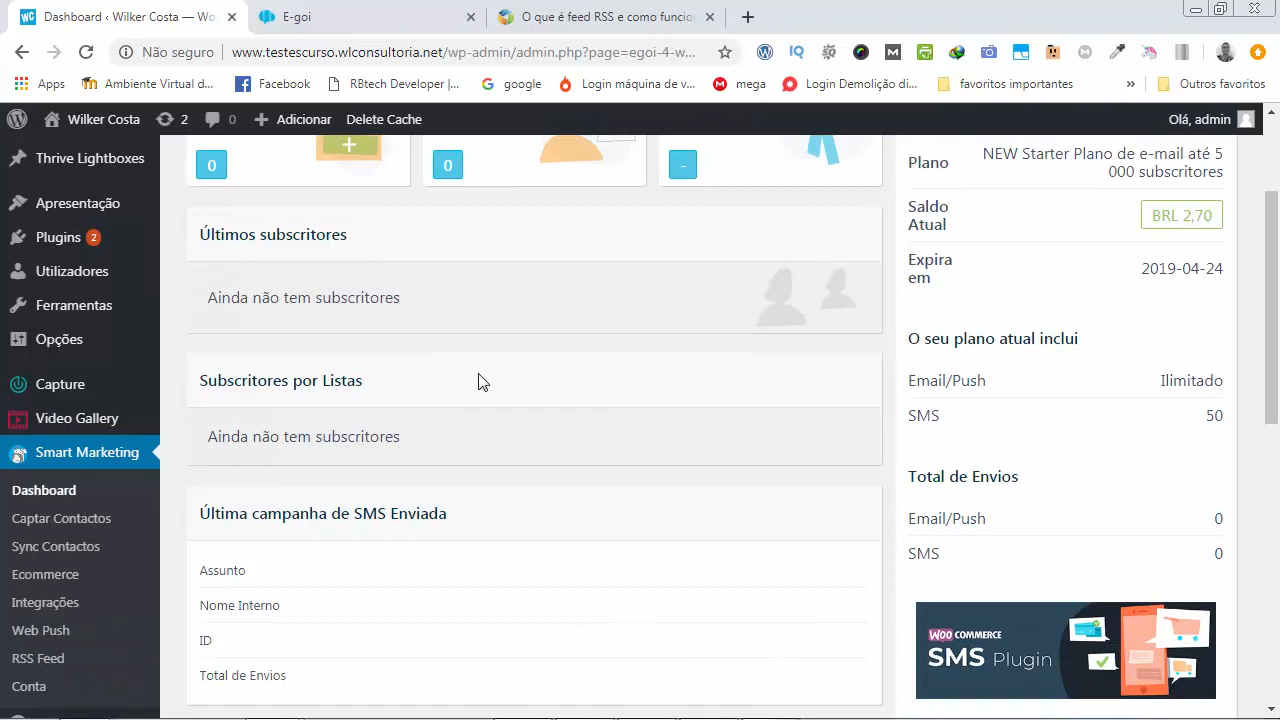 Dashboard ‹ Wilker Costa — Wo
E-goi
O que é feed RSS e como funcio
Não seguro
www.testescurso.wlconsultoria.net/wp-admin/admin.php?page=egoi-4-w...
Apps
Ambiente Virtual d...
Facebook
RBtech Developer |...
google
Login máquina de v...
mega
Login Demolição di...
favoritos importantes
»
Outros favoritos
Wilker Costa
2
0
Adicionar
Delete Cache
Olá, admin
Thrive Lightboxes
Apresentação
Plugins 2
Utilizadores
Ferramentas
Opções
Capture
Video Gallery
Smart Marketing
Dashboard
Captar Contactos
Sync Contactos
Ecommerce
Integrações
Web Push
RSS Feed
Conta
0
0
-
Últimos subscritores
Ainda não tem subscritores
Subscritores por Listas
Ainda não tem subscritores
Última campanha de SMS Enviada
Assunto
Nome Interno
ID
Total de Envios
Plano
NEW Starter Plano de e-mail até 5
000 subscritores
Saldo
Atual
BRL 2,70
Expira
em
2019-04-24
O seu plano atual inclui
Email/Push
Ilimitado
SMS
50
Total de Envios
Email/Push
0
SMS
0
WOO COMMERCE
SMS Plugin